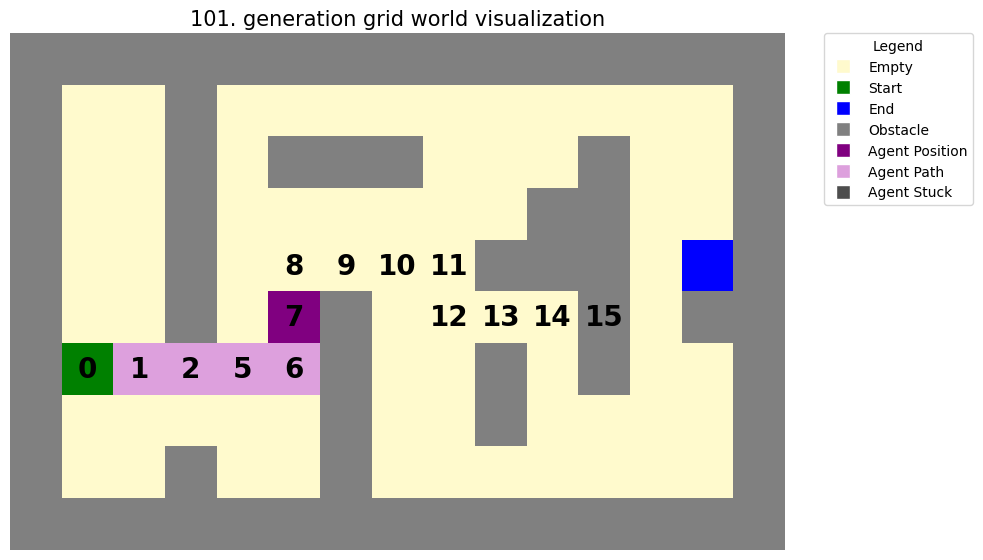 101. generation grid world visualization
Legend
Empty
Start
End
Obstacle
Agent Position
Agent Path
Agent Stuck
8 9 10 11
7 12 13 14 15
0 1 2 5 6